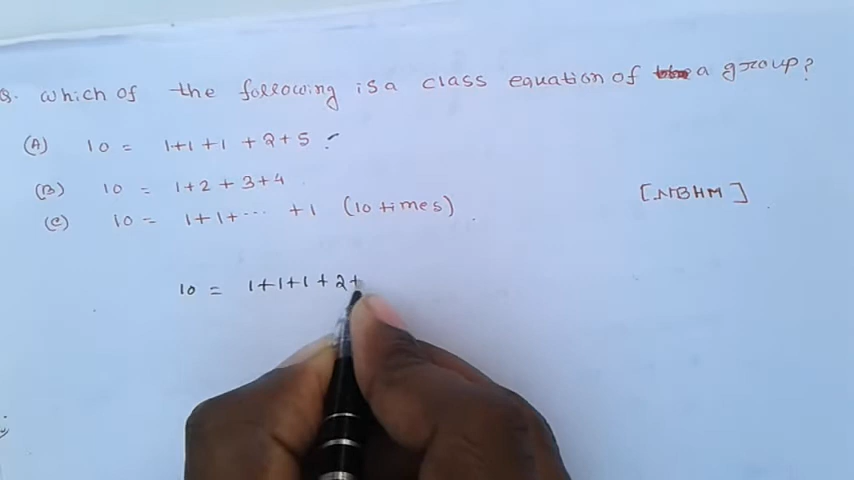 Q. which of the following is a class equation of a group?
(A) 10 = 1+1+1+2+5
(B) 10 = 1+2+3+4
(C) 10 = 1+1+... +1 (10 times).
[NBHM]
10 = 1+1+1+2+